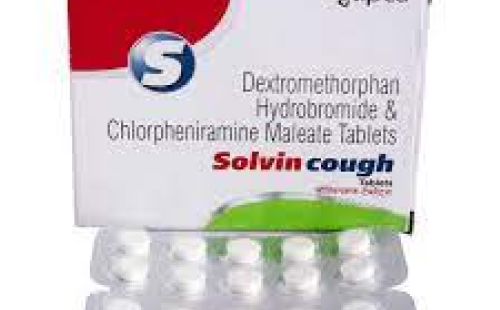 S
Dextromethorphan
Hydrobromide &
Chlorpheniramine Maleate Tablets
Solvin cough
Tablets